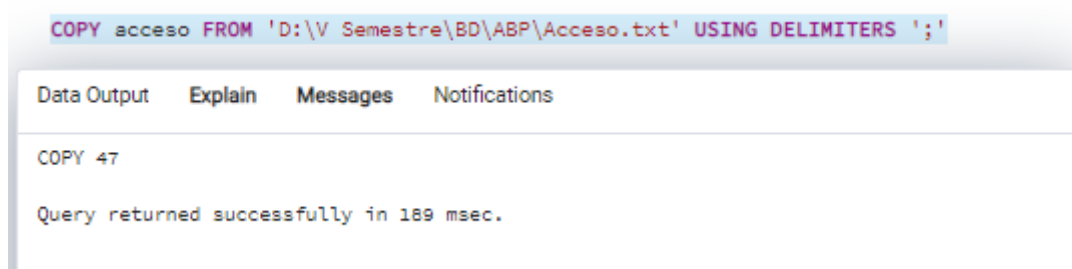 COPY acceso FROM 'D:\V Semestre\BD\ABP\Acceso.txt' USING DELIMITERS ';'
Data Output Explain Messages Notifications
COPY 47
Query returned successfully in 189 msec.